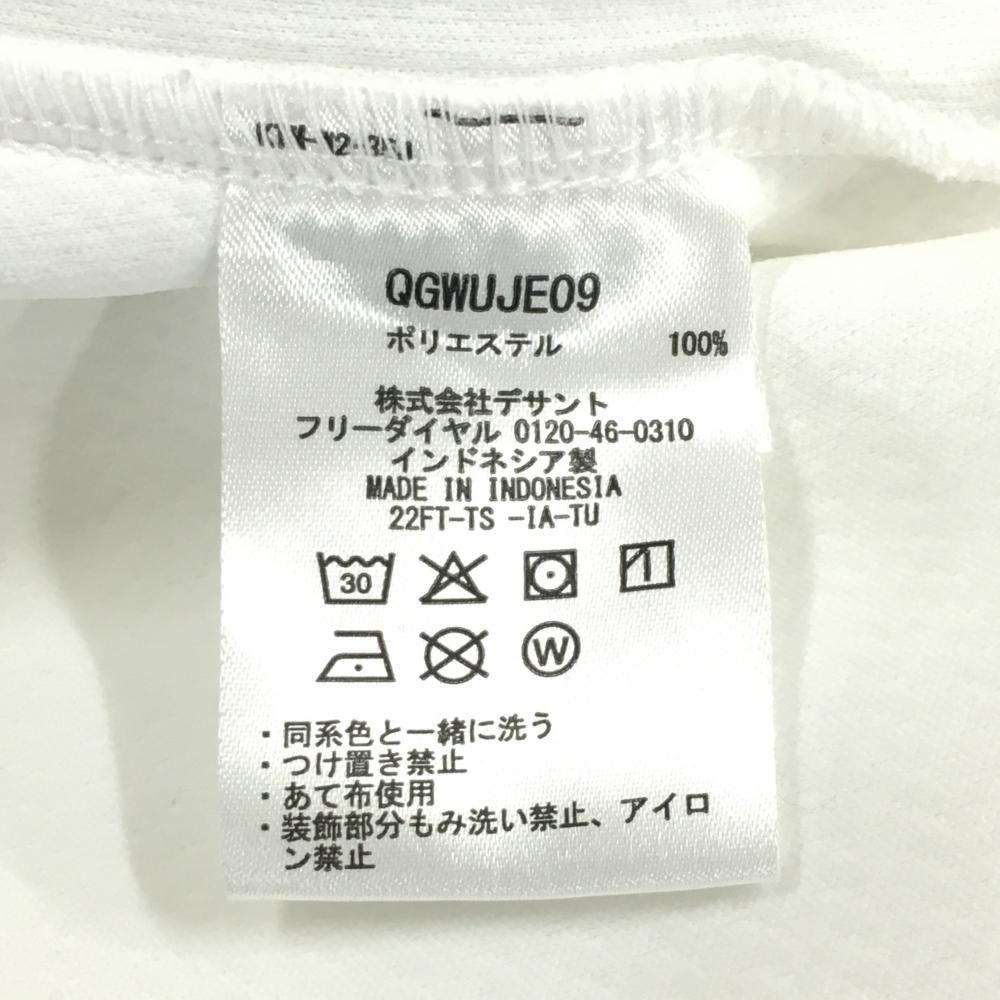 QGWUJE09
ポリエステル 100%
株式会社デサント
フリーダイヤル 0120-46-0310
インドネシア製
MADE IN INDONESIA
22FT-TS -IA-TU
30
W
・同系色と一緒に洗う
・つけ置き禁止
・あて布使用
・装飾部分もみ洗い禁止、アイロ
ン禁止